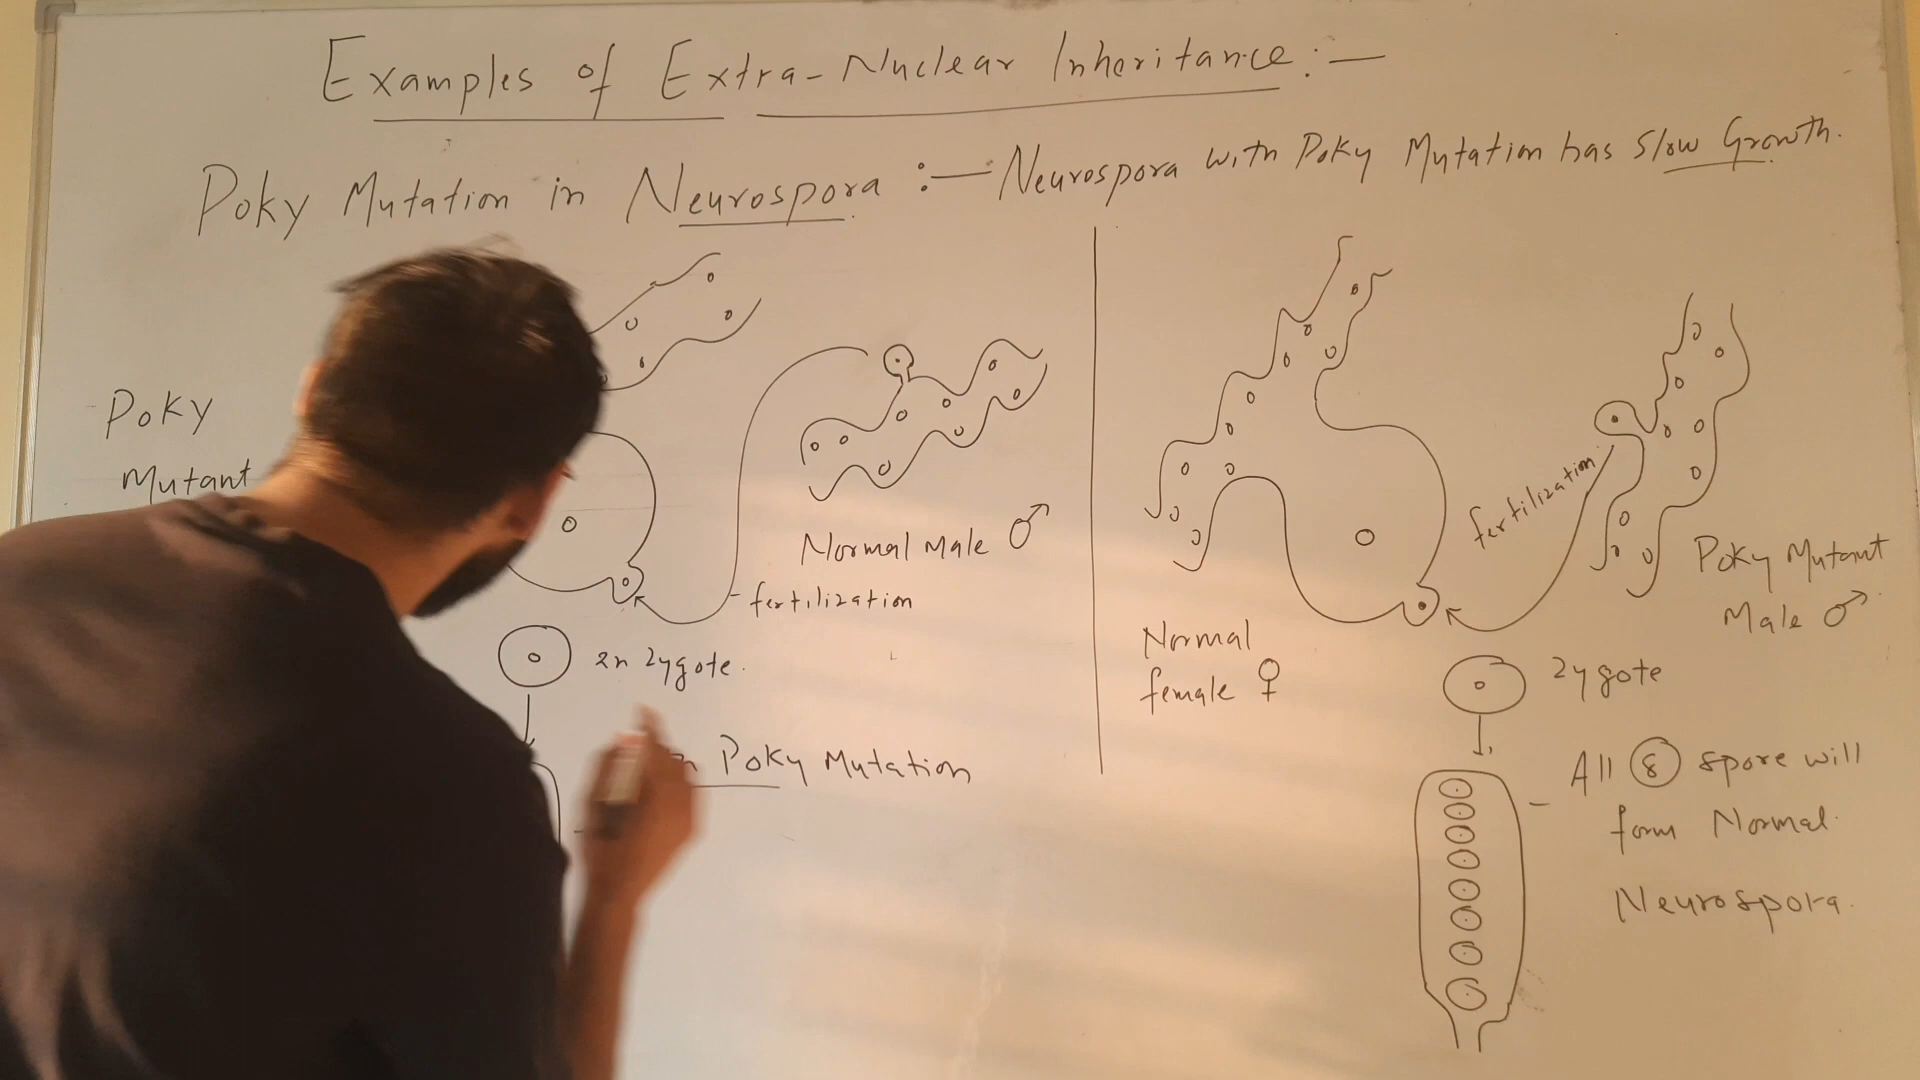 Examples of Extra-Nuclear Inheritance:—
Poky Mutation in Neurospora :— Neurospora with Poky Mutation has Slow Growth.
Poky
Mutant
Normal Male ♂
fertilization
2n zygote.
Poky Mutation
fertilization
Normal
female ♀
Poky Mutant
Male ♂
zygote
All 8 spore will
form Normal.
Neurospora.